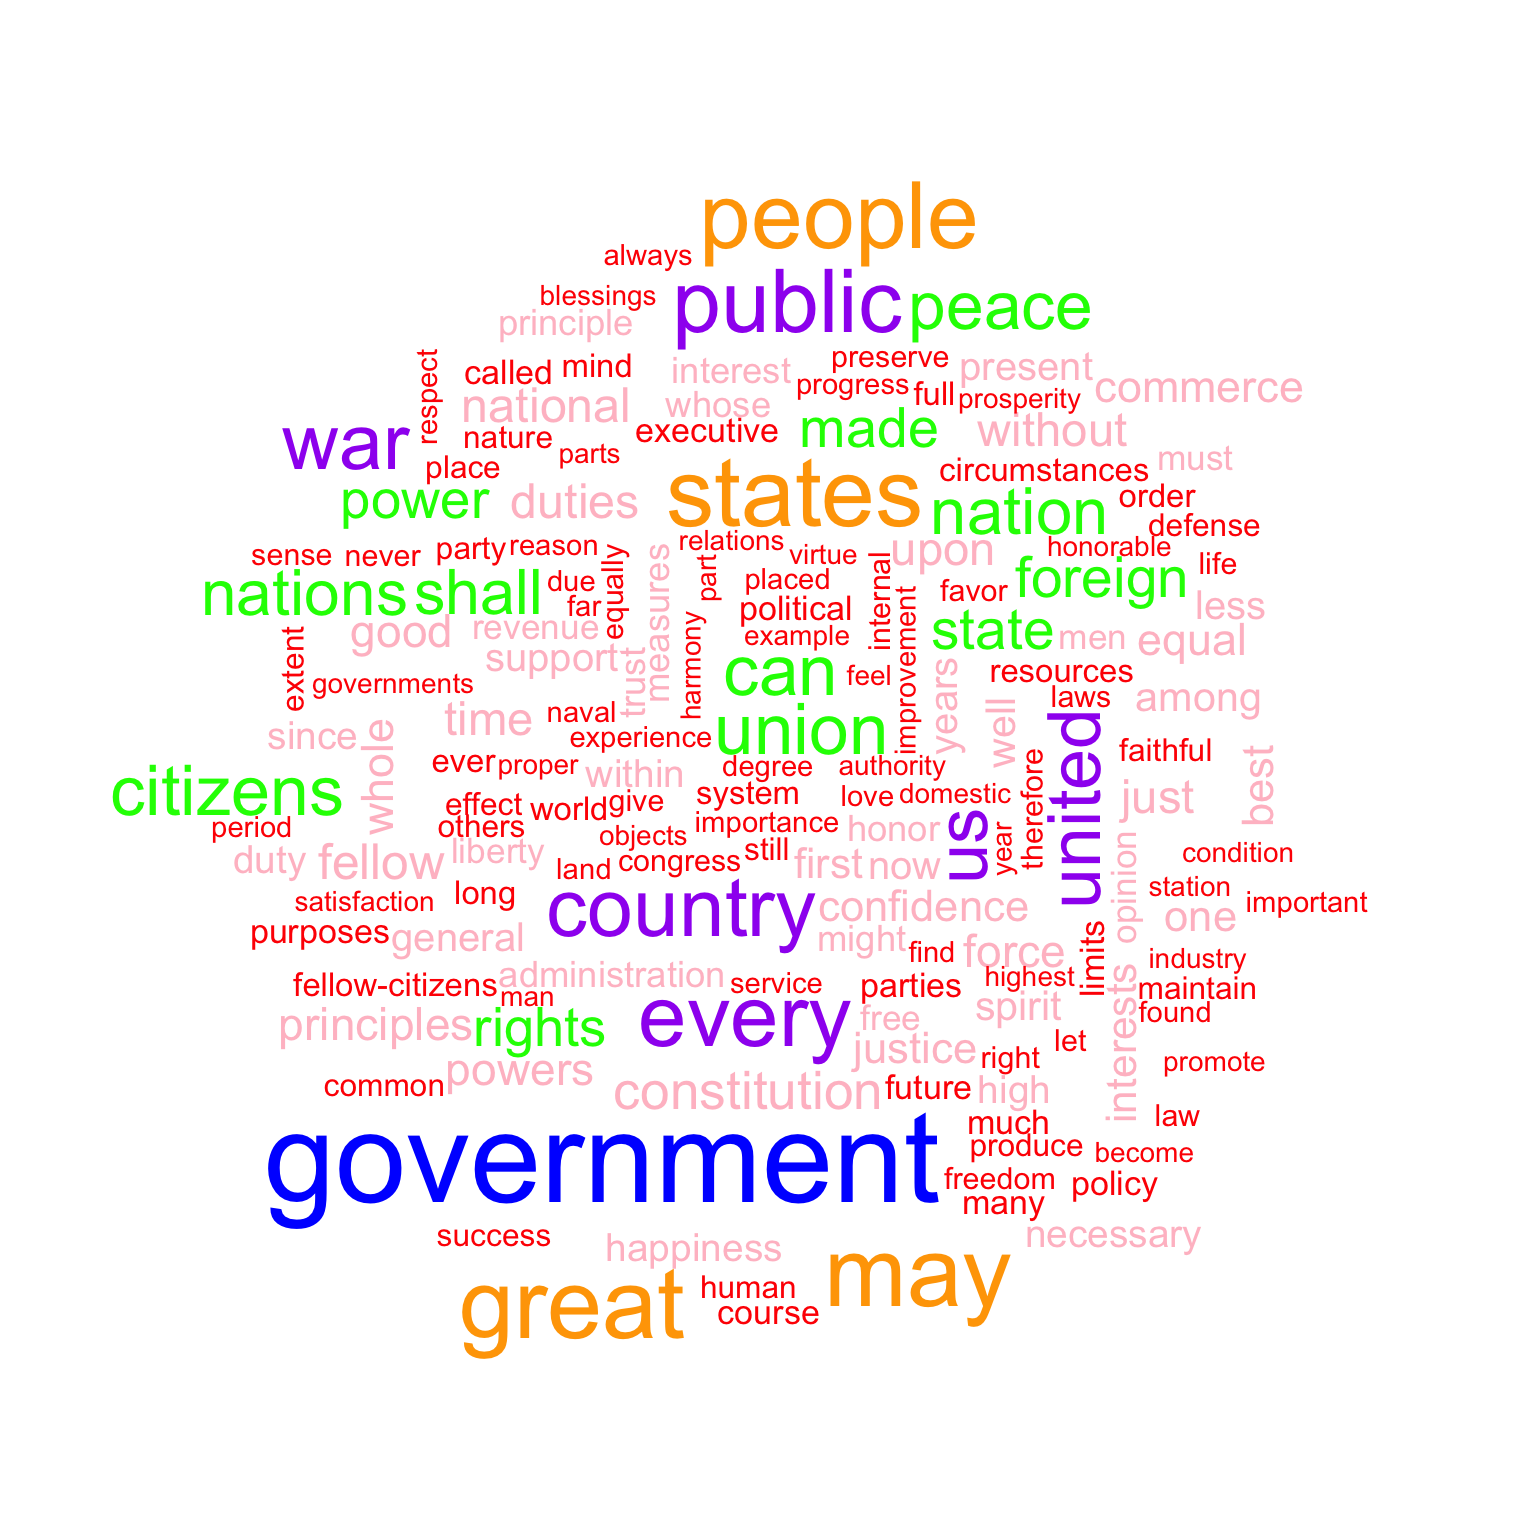 people
always
public
peace
blessings
principle
respect
called
mind
interest
preserve
present
progress
full
prosperity
commerce
national
whose
war
nature
parts
executive
made
without
must
place
circumstances
power
duties
states
nation
order
defense
sense
never
party
reason
relations
virtue
upon
honorable
life
nations
shall
due
far
equally
measures
part
placed
internal
favor
foreign
less
political
improvement
good
revenue
example
state
men
equal
support
trust
harmony
can
feel
years
resources
extent
governments
laws
among
since
whole
time
naval
experience
union
well
united
faithful
best
citizens
ever
proper
within
degree
authority
therefore
just
period
effect
world
give
system
love
domestic
others
objects
importance
honor
us
year
opinion
duty
fellow
liberty
land
congress
still
first
now
condition
satisfaction
long
country
confidence
station
one
important
purposes
general
might
find
force
limits
industry
fellow-citizens
administration
man
service
parties
highest
interests
maintain
found
principles
rights
every
free
spirit
justice
right
let
promote
common
powers
constitution
future
high
government
much
law
produce
become
freedom
many
policy
success
happiness
necessary
great
human
course
may